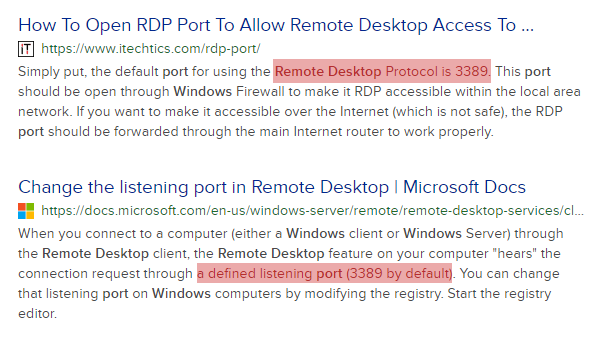 How To Open RDP Port To Allow Remote Desktop Access To ...
iT https://www.itechtics.com/rdp-port/
Simply put, the default port for using the Remote Desktop Protocol is 3389. This port
should be open through Windows Firewall to make it RDP accessible within the local area
network. If you want to make it accessible over the Internet (which is not safe), the RDP
port should be forwarded through the main Internet router to work properly.
Change the listening port in Remote Desktop | Microsoft Docs
https://docs.microsoft.com/en-us/windows-server/remote/remote-desktop-services/cl...
When you connect to a computer (either a Windows client or Windows Server) through
the Remote Desktop client, the Remote Desktop feature on your computer "hears" the
connection request through a defined listening port (3389 by default). You can change
that listening port on Windows computers by modifying the registry. Start the registry
editor.